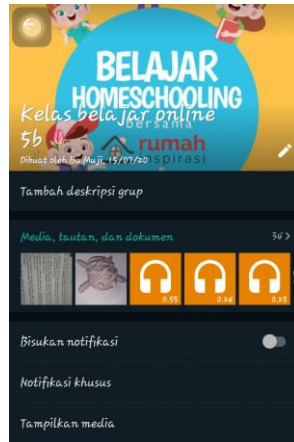 BELAJAR
HOMESCHOOLING
bersama
rumah
inspirasi
Kelas belajar online
5b
Dibuat oleh Bu Muji, 15/07/20
Tambah deskripsi grup
Media, tautan, dan dokumen 34 >
0.55 0.24 0.25
Bisukan notifikasi
Notifikasi khusus
Tampilkan media